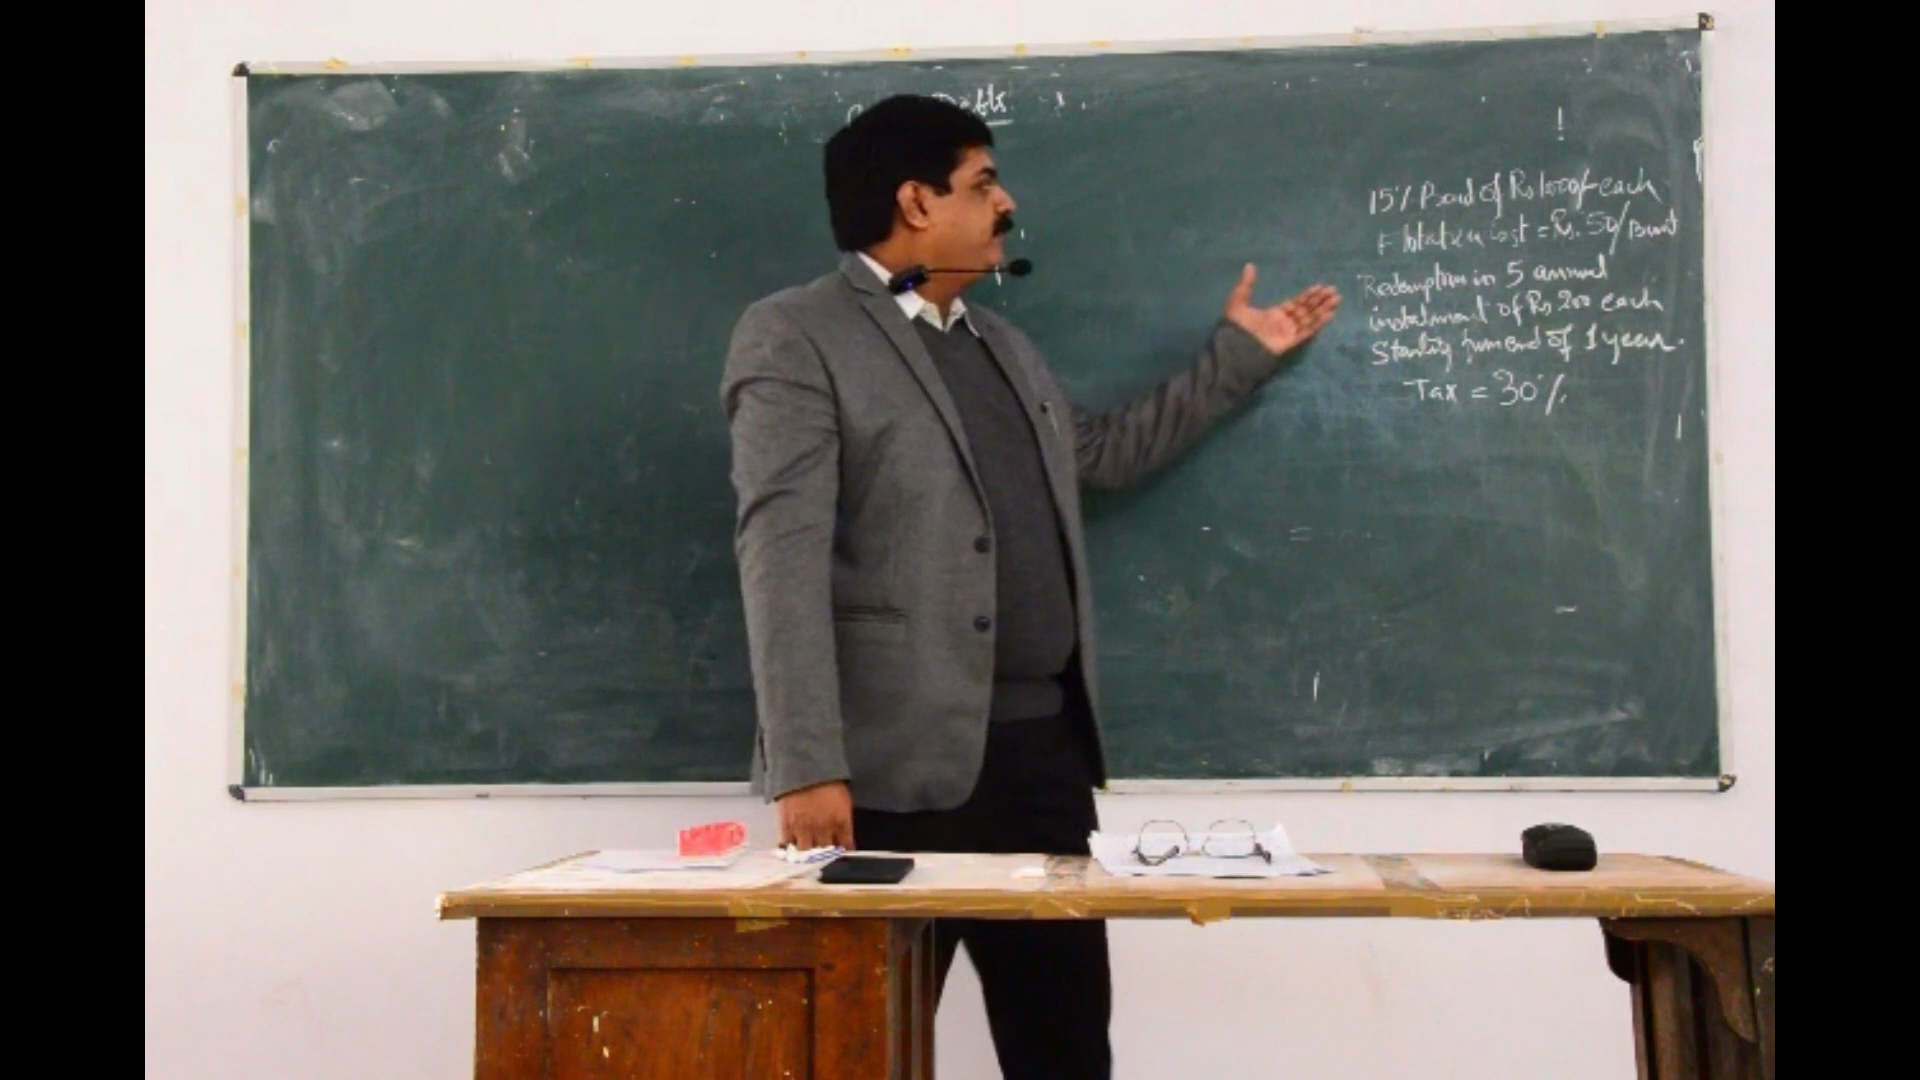 Debts.
15% Bond of Rs 1000/- each
Flotation Cost = Rs. 50/Bond
Redemption in 5 annual
instalment of Rs 200 each
Starting from end of 1 year.
Tax = 30%